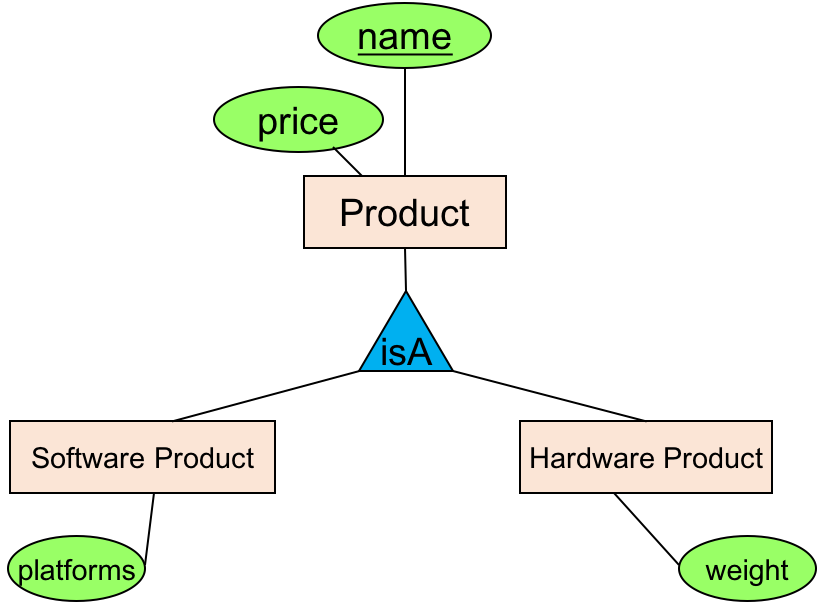 name
price
Product
isA
Software Product
Hardware Product
platforms
weight